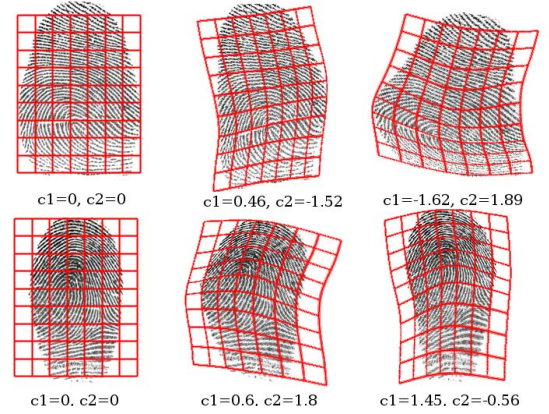 c1=0, c2=0
c1=0.46, c2=-1.52
c1=-1.62, c2=1.89
c1=0, c2=0
c1=0.6, c2=1.8
c1=1.45, c2=-0.56